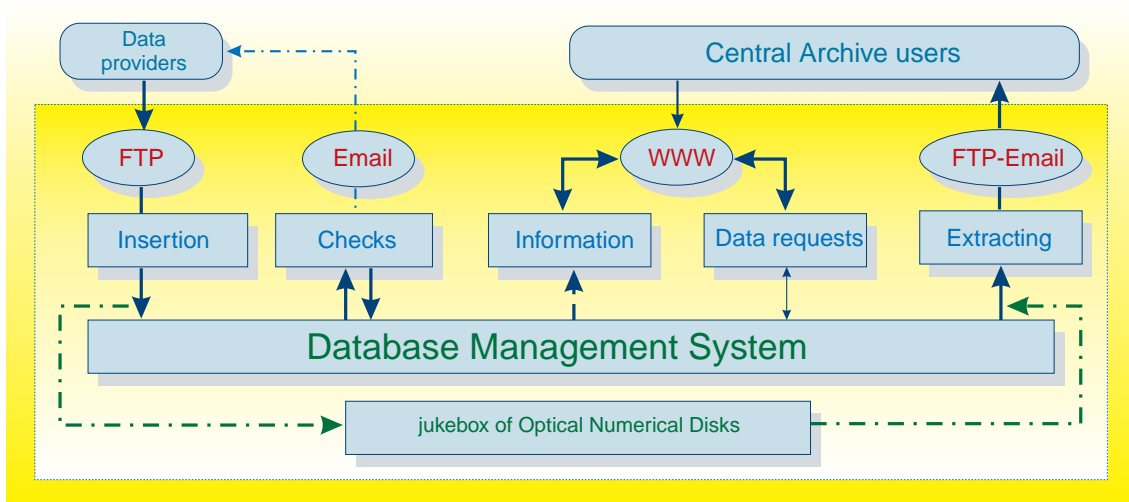 Data
providers
Central Archive users
FTP
Email
WWW
FTP-Email
Insertion
Checks
Information
Data requests
Extracting
Database Management System
jukebox of Optical Numerical Disks